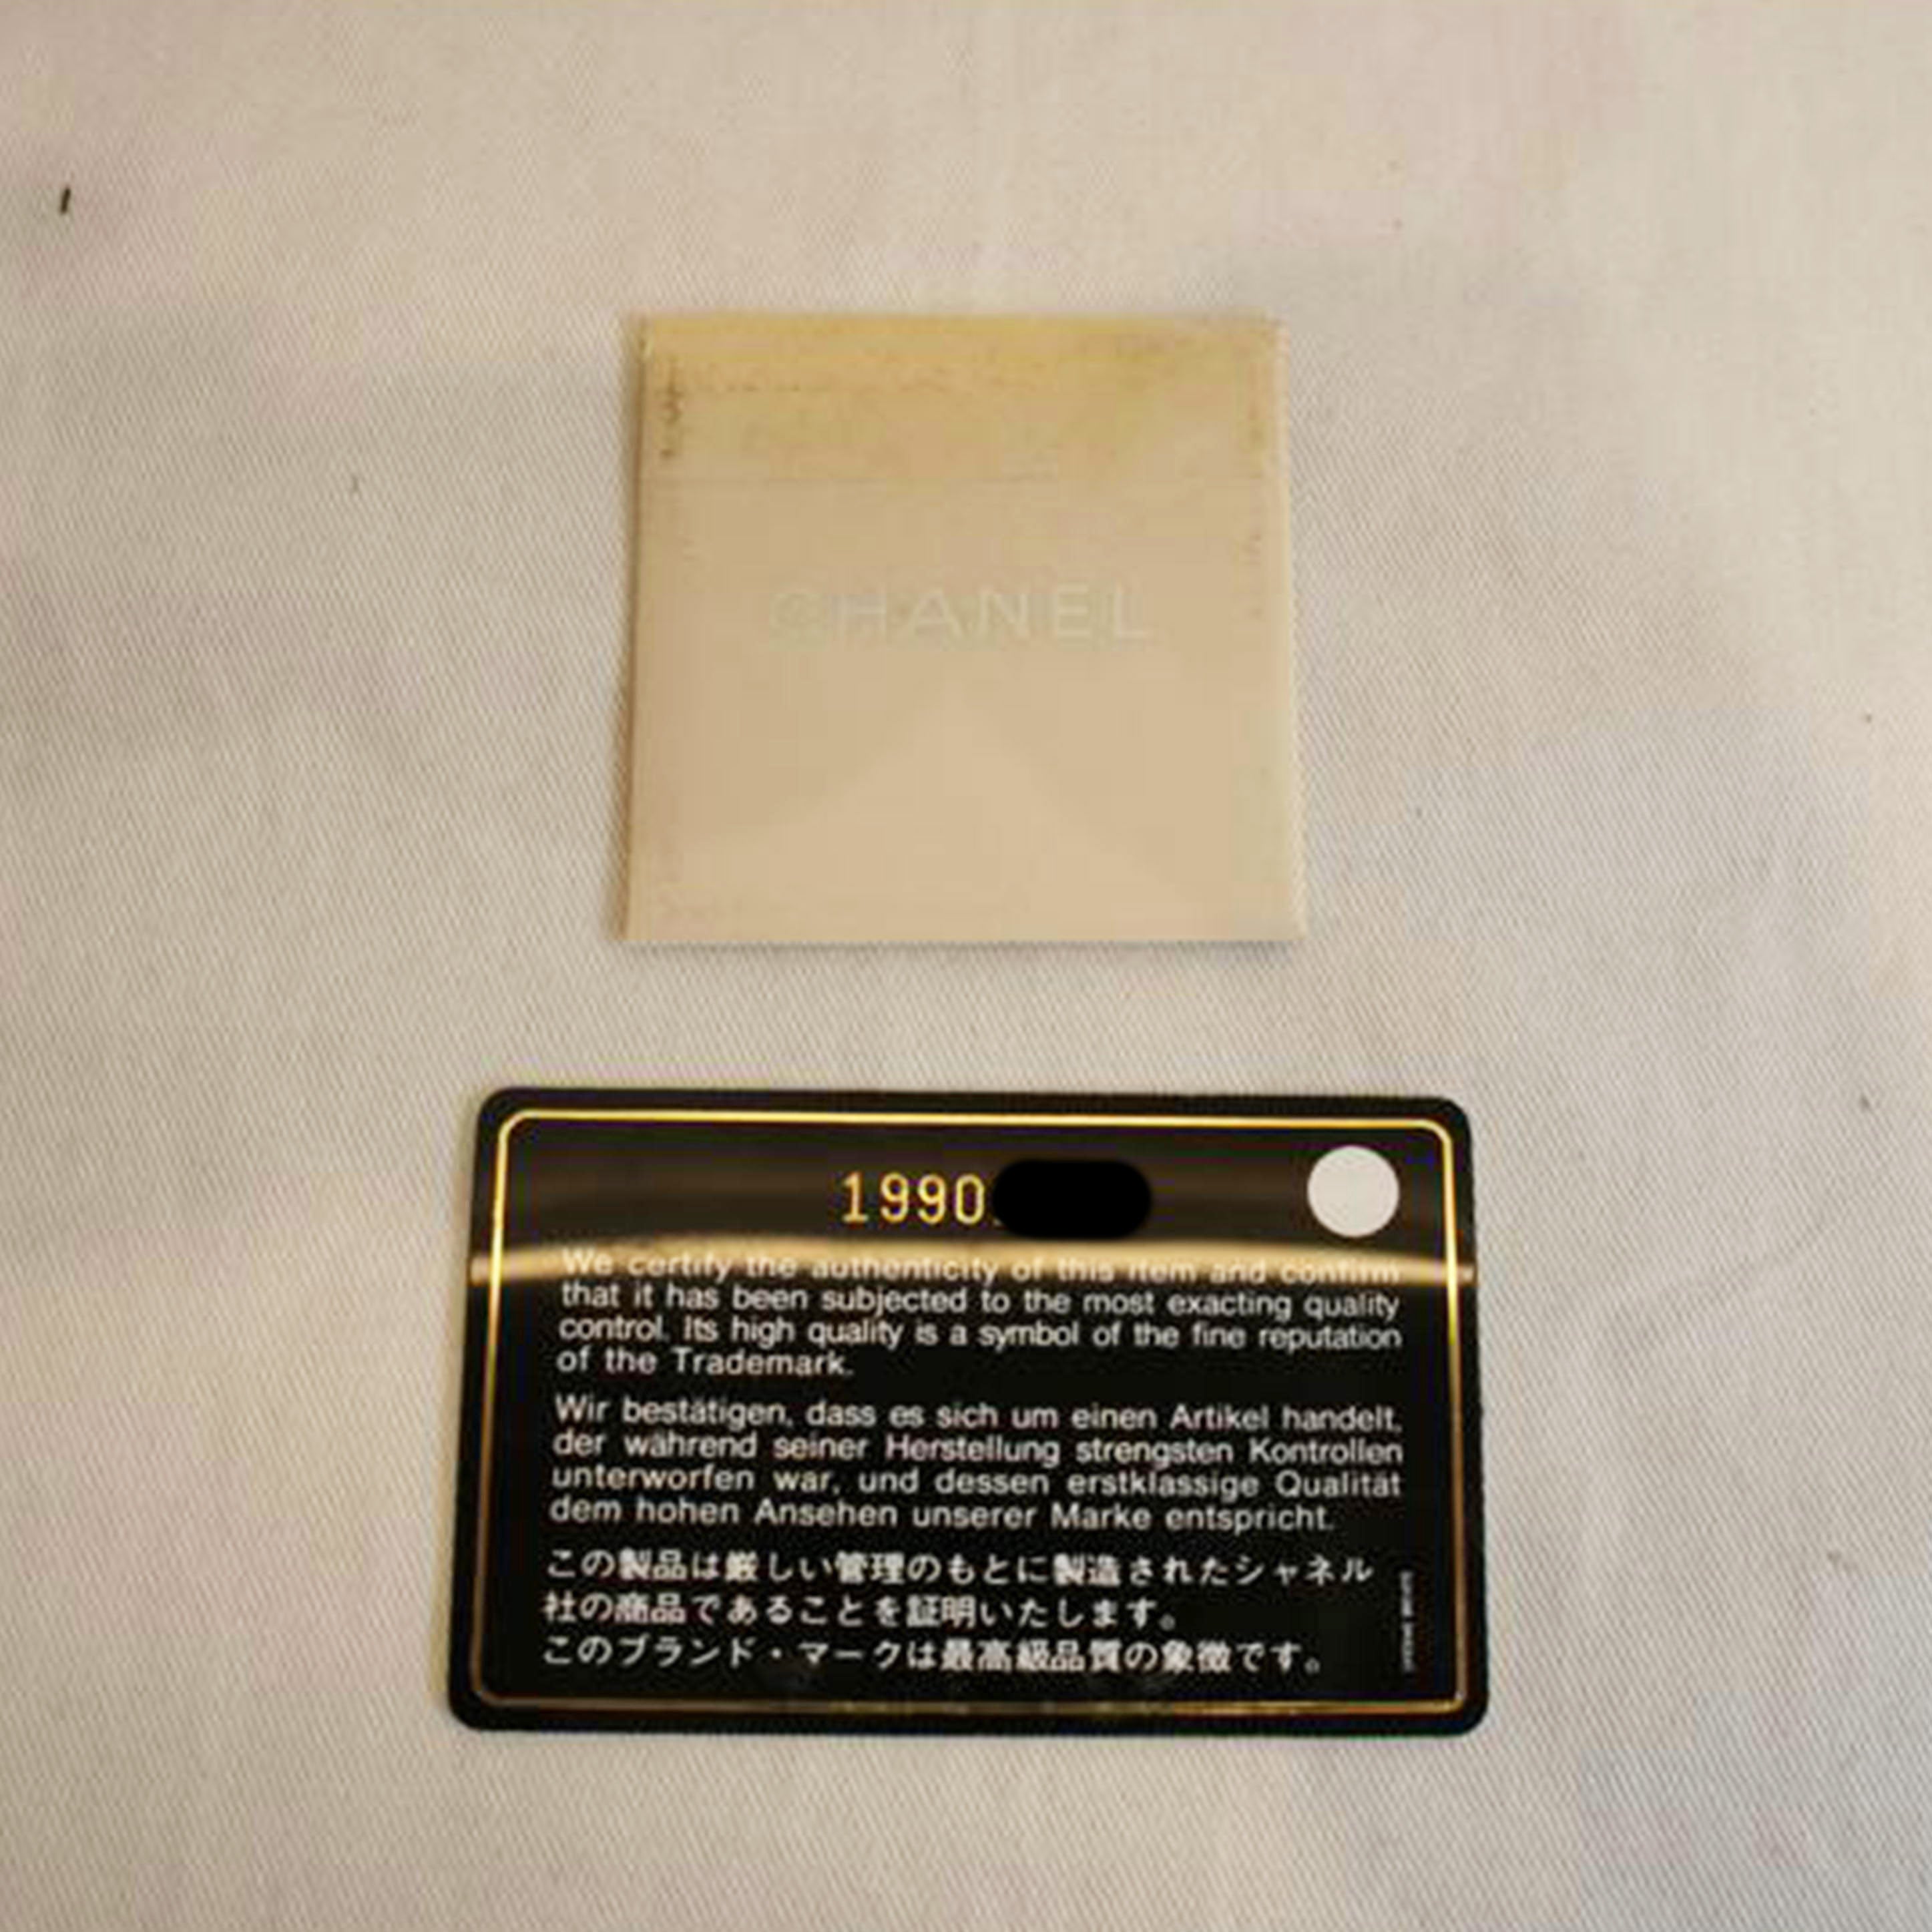 CHANEL
1990
We certify the authenticity of this item and confirm
that it has been subjected to the most exacting quality
control. Its high quality is a symbol of the fine reputation
of the Trademark.
Wir bestätigen, dass es sich um einen Artikel handelt,
der während seiner Herstellung strengsten Kontrollen
unterworfen war, und dessen erstklassige Qualität
dem hohen Ansehen unserer Marke entspricht.
この製品は厳しい管理のもとに製造されたシャネル
社の商品であることを証明いたします。
このブランド・マークは最高級品質の象徴です。